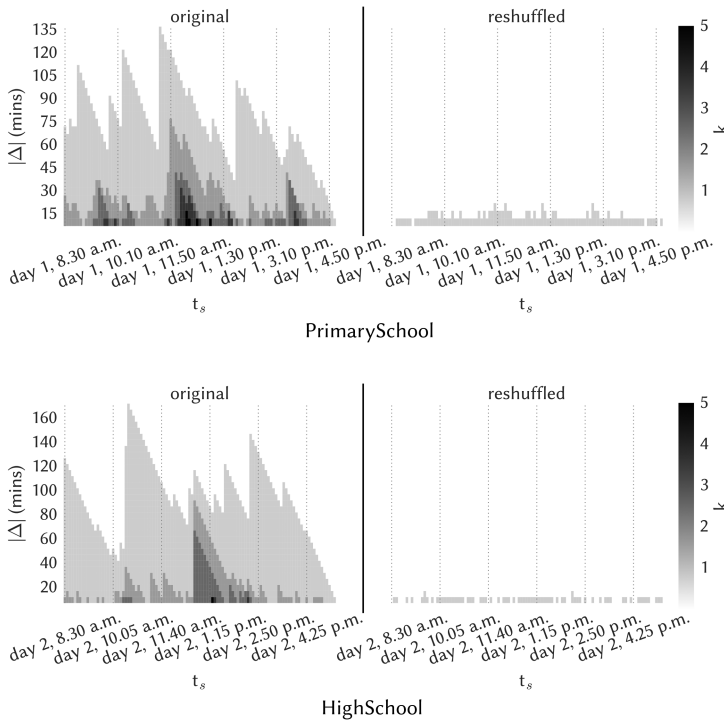 original
reshuffled
135
120
105
90
75
60
45
30
15
|Δ| (mins)
5
4
3
2
1
k
day 1, 8.30 a.m.
day 1, 10.10 a.m.
day 1, 11.50 a.m.
day 1, 1.30 p.m.
day 1, 3.10 p.m.
day 1, 4.50 p.m.
day 1, 8.30 a.m.
day 1, 10.10 a.m.
day 1, 11.50 a.m.
day 1, 1.30 p.m.
day 1, 3.10 p.m.
day 1, 4.50 p.m.
ts
ts
PrimarySchool
original
reshuffled
160
140
120
100
80
60
40
20
|Δ| (mins)
5
4
3
2
1
k
day 2, 8.30 a.m.
day 2, 10.05 a.m.
day 2, 11.40 a.m.
day 2, 1.15 p.m.
day 2, 2.50 p.m.
day 2, 4.25 p.m.
day 2, 8.30 a.m.
day 2, 10.05 a.m.
day 2, 11.40 a.m.
day 2, 1.15 p.m.
day 2, 2.50 p.m.
day 2, 4.25 p.m.
ts
ts
HighSchool